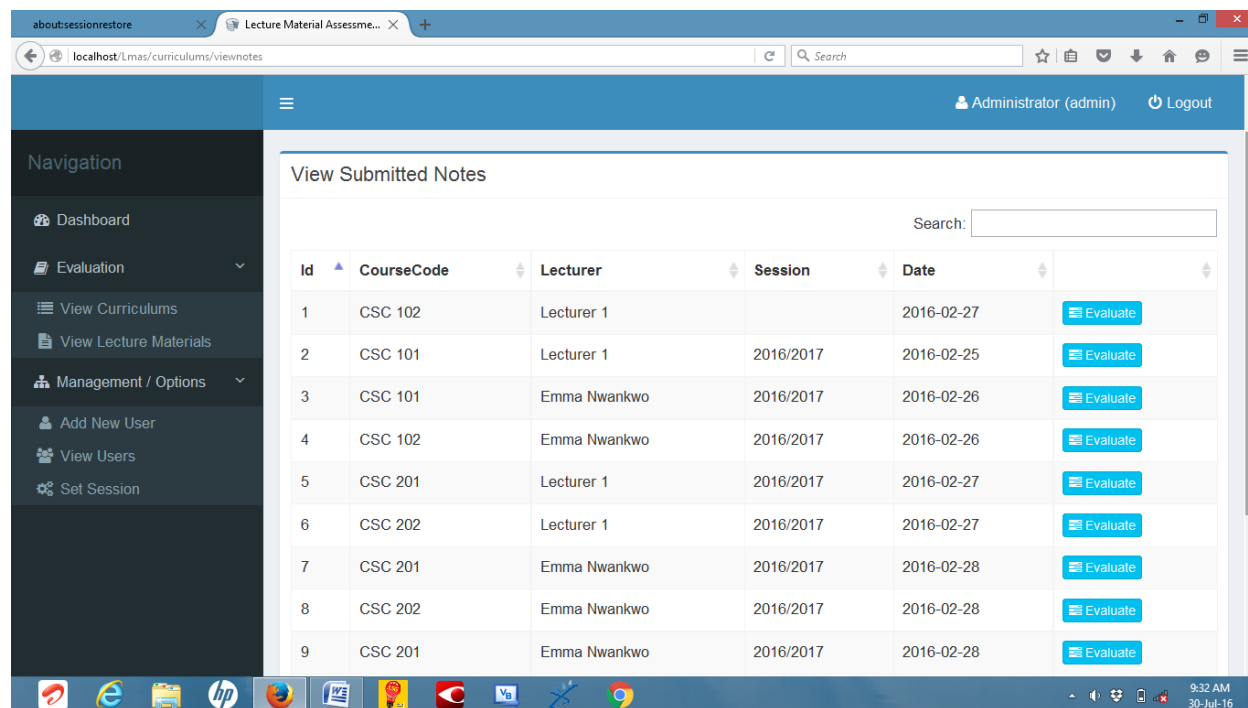 about:sessionrestore
Lecture Material Assessme...
localhost/Lmas/curriculums/viewnotes
Search
Administrator (admin) Logout
Navigation
Dashboard
Evaluation
View Curriculums
View Lecture Materials
Management / Options
Add New User
View Users
Set Session
View Submitted Notes
Search:
Id CourseCode Lecturer Session Date
1 CSC 102 Lecturer 1 2016-02-27 Evaluate
2 CSC 101 Lecturer 1 2016/2017 2016-02-25 Evaluate
3 CSC 101 Emma Nwankwo 2016/2017 2016-02-26 Evaluate
4 CSC 102 Emma Nwankwo 2016/2017 2016-02-26 Evaluate
5 CSC 201 Lecturer 1 2016/2017 2016-02-27 Evaluate
6 CSC 202 Lecturer 1 2016/2017 2016-02-27 Evaluate
7 CSC 201 Emma Nwankwo 2016/2017 2016-02-28 Evaluate
8 CSC 202 Emma Nwankwo 2016/2017 2016-02-28 Evaluate
9 CSC 201 Emma Nwankwo 2016/2017 2016-02-28 Evaluate
hp
VB
9:32 AM
30-Jul-16